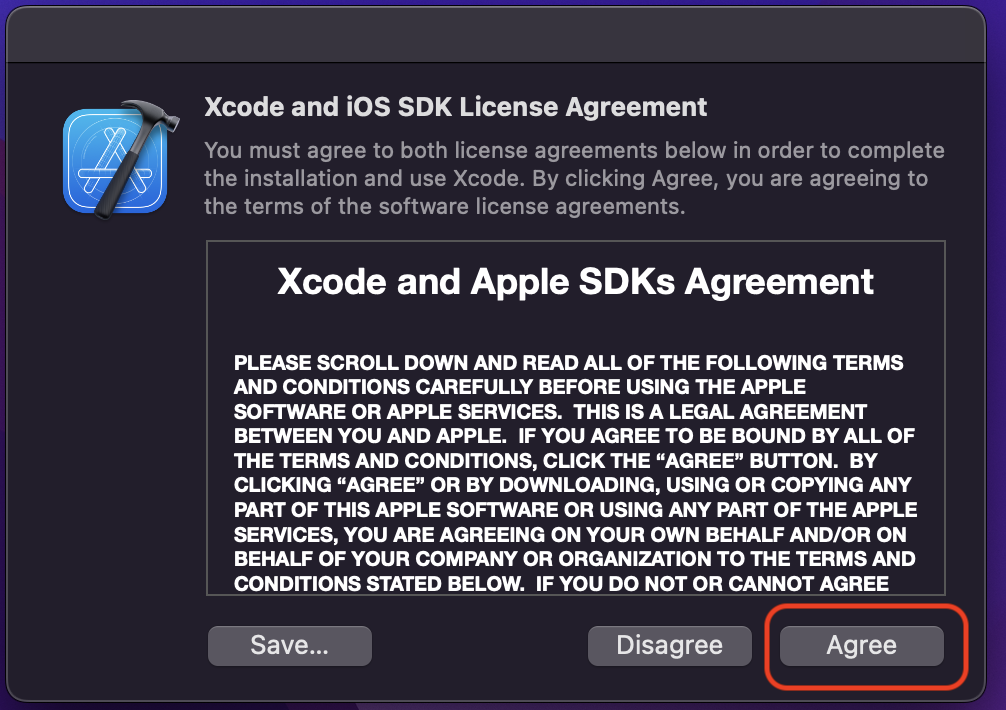 Xcode and iOS SDK License Agreement
You must agree to both license agreements below in order to complete
the installation and use Xcode. By clicking Agree, you are agreeing to
the terms of the software license agreements.
Xcode and Apple SDKs Agreement
PLEASE SCROLL DOWN AND READ ALL OF THE FOLLOWING TERMS
AND CONDITIONS CAREFULLY BEFORE USING THE APPLE
SOFTWARE OR APPLE SERVICES.  THIS IS A LEGAL AGREEMENT
BETWEEN YOU AND APPLE.  IF YOU AGREE TO BE BOUND BY ALL OF
THE TERMS AND CONDITIONS, CLICK THE “AGREE” BUTTON.  BY
CLICKING “AGREE” OR BY DOWNLOADING, USING OR COPYING ANY
PART OF THIS APPLE SOFTWARE OR USING ANY PART OF THE APPLE
SERVICES, YOU ARE AGREEING ON YOUR OWN BEHALF AND/OR ON
BEHALF OF YOUR COMPANY OR ORGANIZATION TO THE TERMS AND
CONDITIONS STATED BELOW.  IF YOU DO NOT OR CANNOT AGREE
Save...
Disagree
Agree